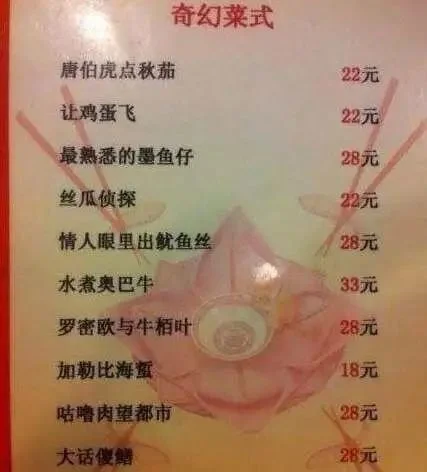 奇幻菜式
唐伯虎点秋茄 22元
让鸡蛋飞 22元
最熟悉的墨鱼仔 28元
丝瓜侦探 22元
情人眼里出鱿鱼丝 28元
水煮奥巴牛 33元
罗密欧与牛栢叶 28元
加勒比海蜇 18元
咕噜肉望都市 28元
大话傻鳝 28元